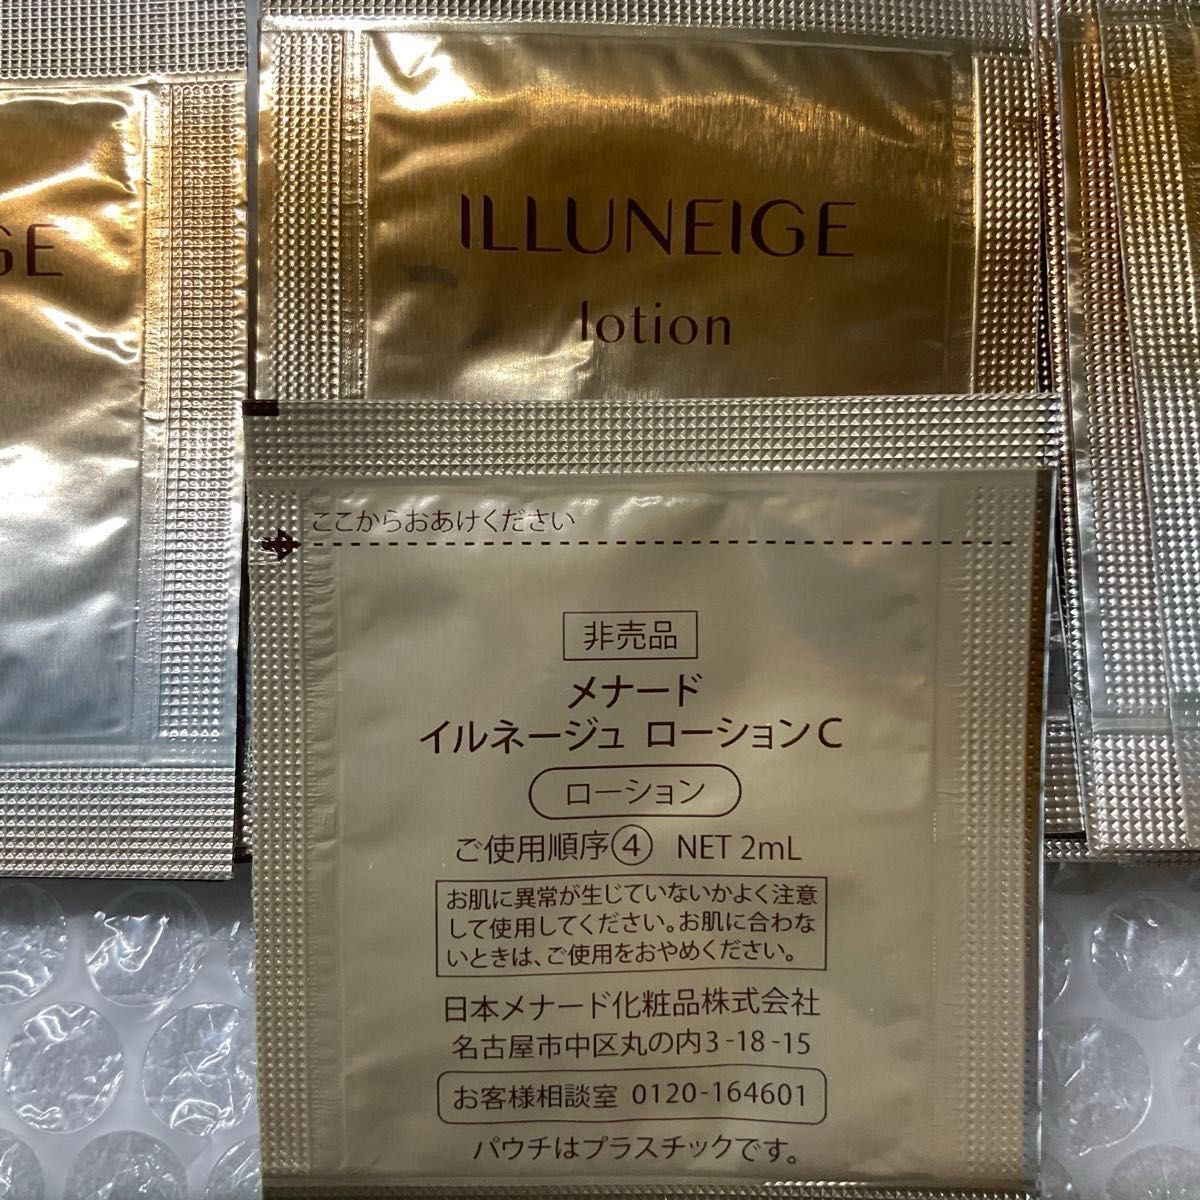 GE
ILLUNEIGE
lotion
ここからおあけください
非売品
メナード
イルネージュ ローションC
ローション
ご使用順序④ NET 2mL
お肌に異常が生じていないかよく注意
して使用してください。お肌に合わな
いときは、ご使用をおやめください。
日本メナード化粧品株式会社
名古屋市中区丸の内3-18-15
お客様相談室 0120-164601
パウチはプラスチックです。